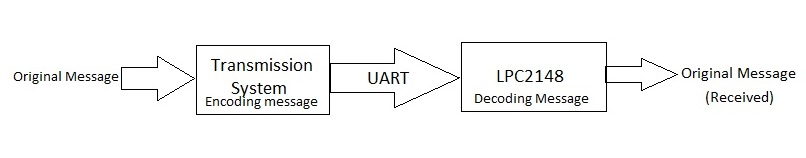 Original Message
Transmission
System
Encoding message
UART
LPC2148
Decoding Message
Original Message
(Received)